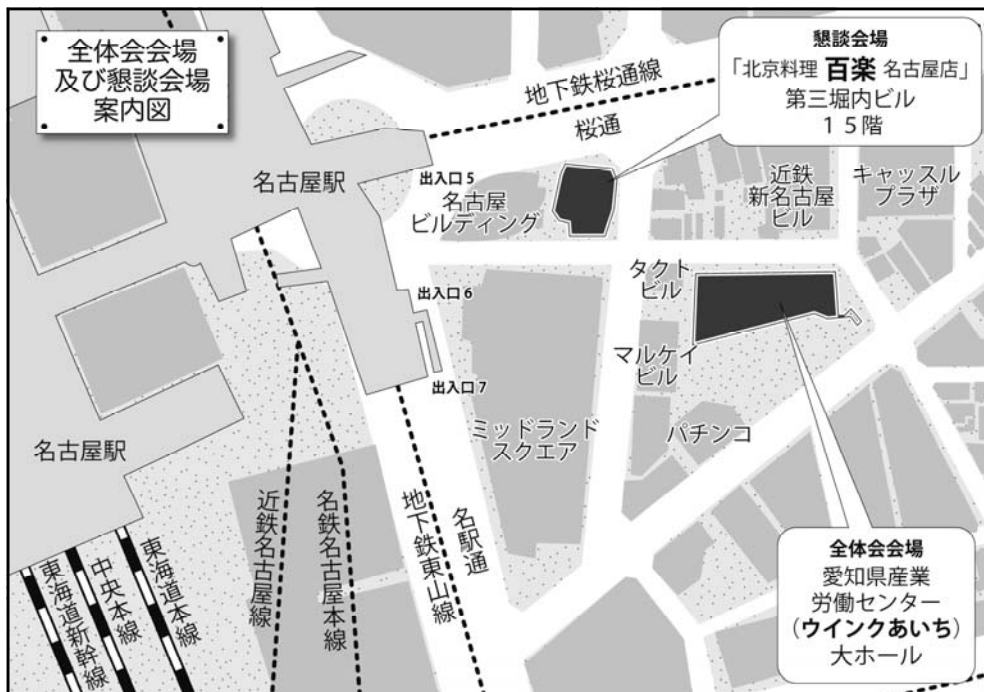 全体会会場
及び懇談会場
案内図
懇談会場
「北京料理 百楽 名古屋店」
第三堀内ビル
１５階
地下鉄桜通線
桜通
名古屋駅
出入口5
名古屋
ビルディング
近鉄
新名古屋
ビル
キャッスル
プラザ
タクト
ビル
出入口6
マルケイ
ビル
出入口7
ミッドランド
スクエア
パチンコ
名古屋駅
東海道新幹線
中央本線
東海道本線
近鉄名古屋線
名鉄名古屋本線
地下鉄東山線
名駅通
全体会会場
愛知県産業
労働センター
(ウインクあいち)
大ホール